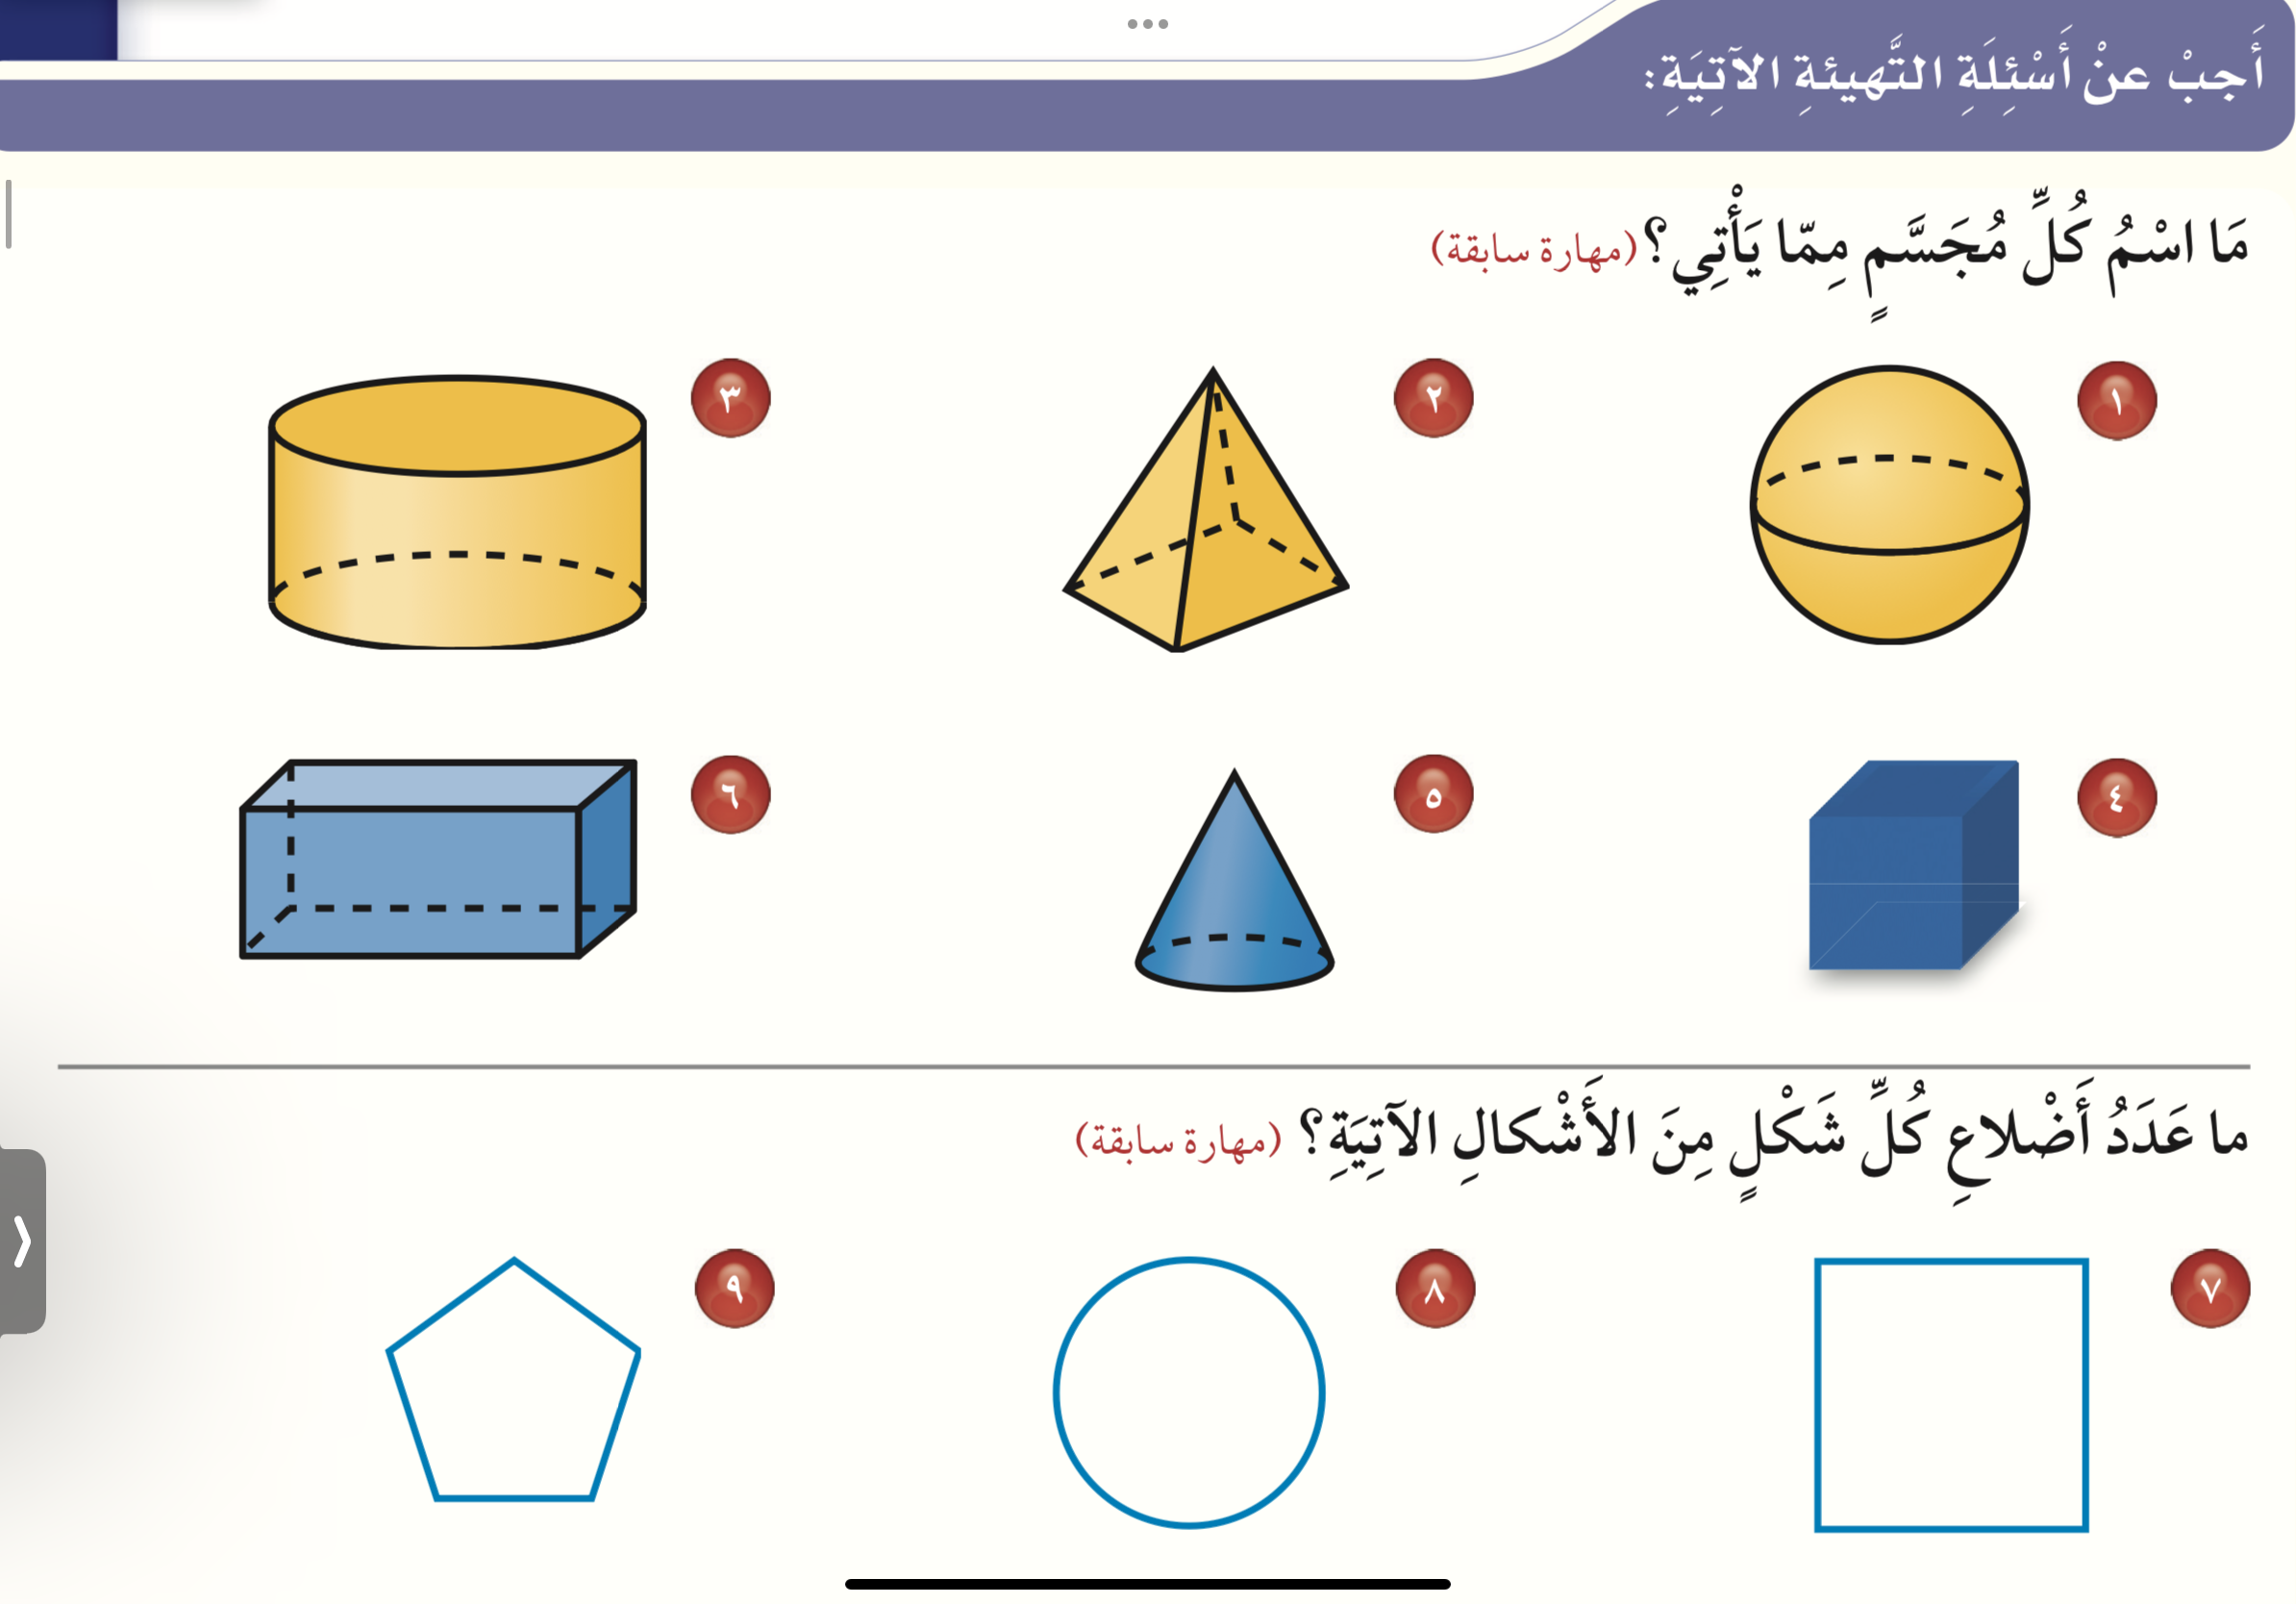 أَجِبْ عنْ أَسْئِلَةِ التَّهيئةِ الآتِيَةِ:
مَا اسْمُ كُلِّ مُجَسَّمٍ مِمّا يَأْتِي؟ (مهارة سابقة)
١ ٢ ٣
٤ ٥ ٦
ما عَدَدُ أَضْلاعِ كُلِّ شَكْلٍ مِنَ الأَشْكالِ الآتِيَةِ؟ (مهارة سابقة)
٧ ٨ ٩